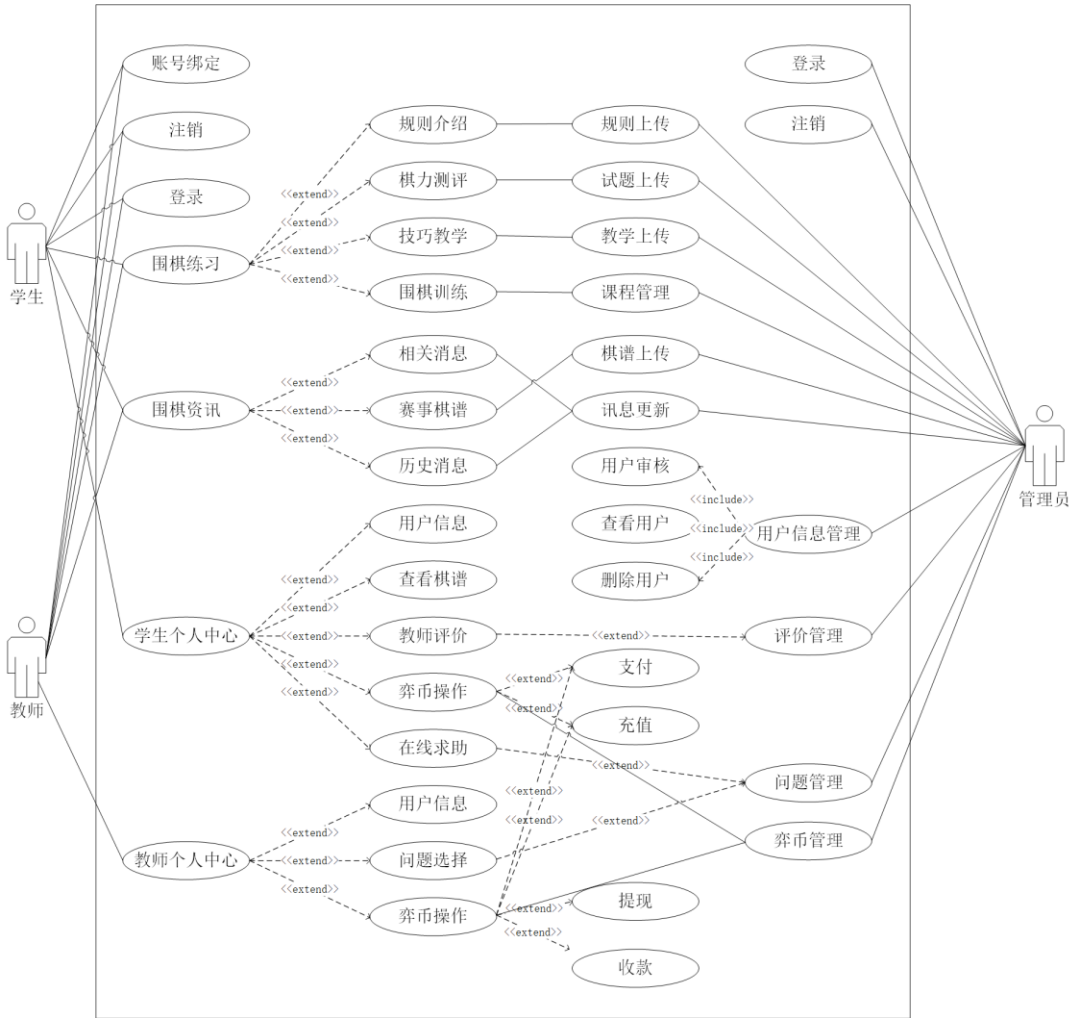 账号绑定
登录
注销
规则介绍
规则上传
注销
棋力测评
试题上传
<<extend>>
登录
<<extend>>
技巧教学
教学上传
<<extend>>
围棋练习
<<extend>>
围棋训练
课程管理
学生
相关消息
棋谱上传
<<extend>>
围棋资讯
<<extend>>
赛事棋谱
讯息更新
<<extend>>
历史消息
用户审核
管理员
<<include>>
用户信息
查看用户
<<include>>
用户信息管理
<<include>>
<<extend>>
查看棋谱
删除用户
<<extend>>
学生个人中心
<<extend>>
教师评价
<<extend>>
评价管理
<<extend>>
支付
<<extend>>
弈币操作
<<extend>>
<<extend>>
教师
充值
在线求助
<<extend>>
问题管理
<<extend>>
用户信息
<<extend>>
<<extend>>
<<extend>>
弈币管理
教师个人中心
<<extend>>
问题选择
<<extend>>
弈币操作
<<extend>>
提现
<<extend>>
收款